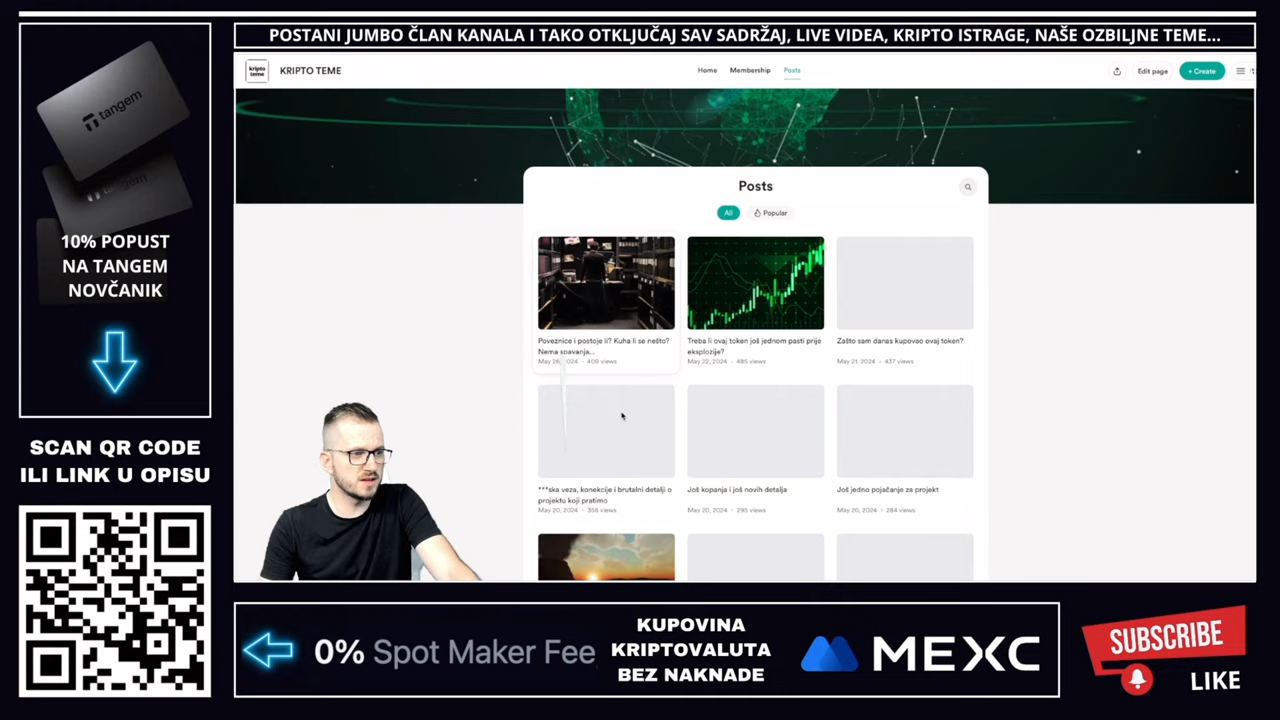 POSTANI JUMBO ČLAN KANALA I TAKO OTKLJUČAJ SAV SADRŽAJ, LIVE VIDEA, KRIPTO ISTRAGE, NAŠE OZBILJNE TEME...
tangem
tangem
10% POPUST
NA TANGEM
NOVČANIK
SCAN QR CODE
ILI LINK U OPISU
kripto
teme
KRIPTO TEME
Home
Membership
Posts
Edit page
+ Create
Posts
All
Popular
Poveznice i postoje li? Kuha li se nešto?
Nema spavanja...
May 26, 2024 • 409 views
Treba li ovaj token još jednom pasti prije
eksplozije?
May 22, 2024 • 485 views
Zašto sam danas kupovao ovaj token?
May 21, 2024 • 437 views
***ska veza, konekcije i brutalni detalji o
projektu koji pratimo
May 20, 2024 • 358 views
Još kopanja i još novih detalja
May 20, 2024 • 295 views
Još jedno pojačanje za projekt
May 20, 2024 • 284 views
0% Spot Maker Fee
KUPOVINA
KRIPTOVALUTA
BEZ NAKNADE
MEXC
SUBSCRIBE
LIKE